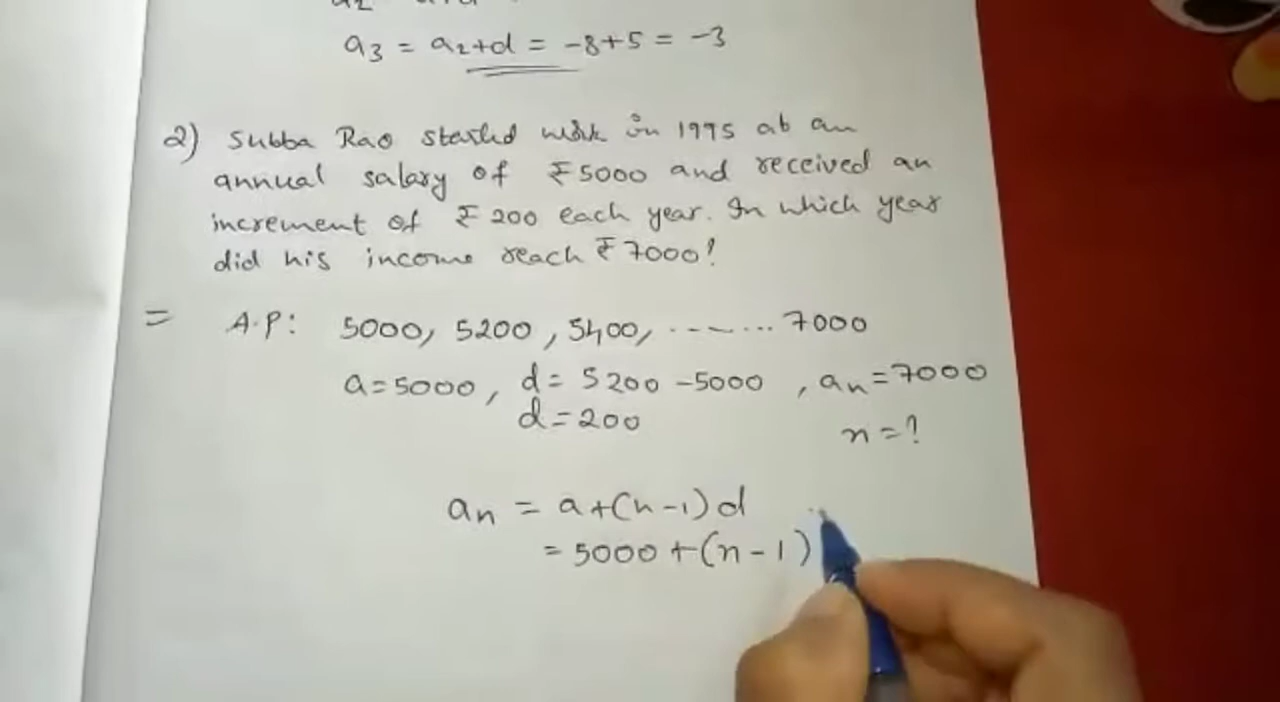 a3 = a2+d = -8+5 = -3
2) Subba Rao started work in 1995 at an
annual salary of ₹5000 and received an
increment of ₹200 each year. In which year
did his income reach ₹7000?
= A.P: 5000, 5200, 5400, ........ 7000
a=5000, d= 5200 -5000, an=7000
d=200
n=?
an = a+(n-1)d
= 5000+(n-1)